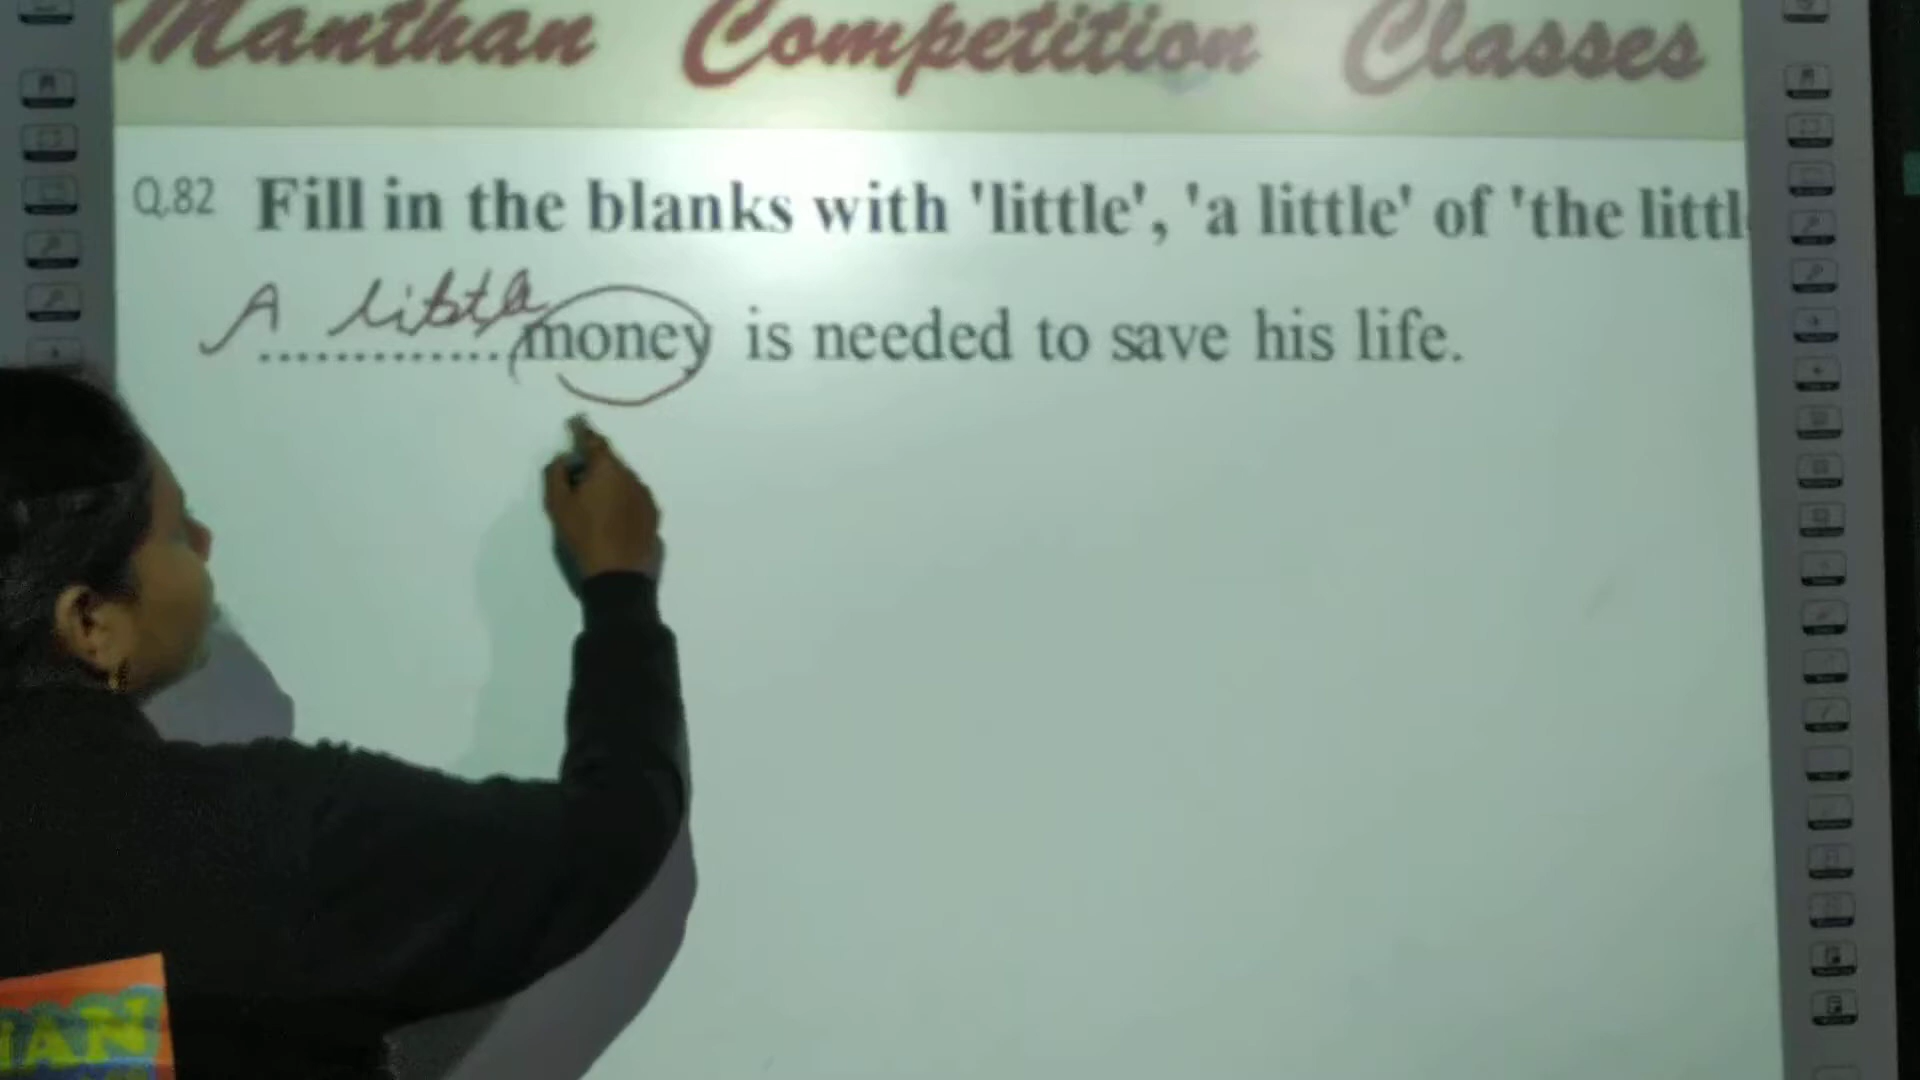 Manthan Competition Classes
Q.82 Fill in the blanks with 'little', 'a little' of 'the littl
A little
.............. money is needed to save his life.
IAN